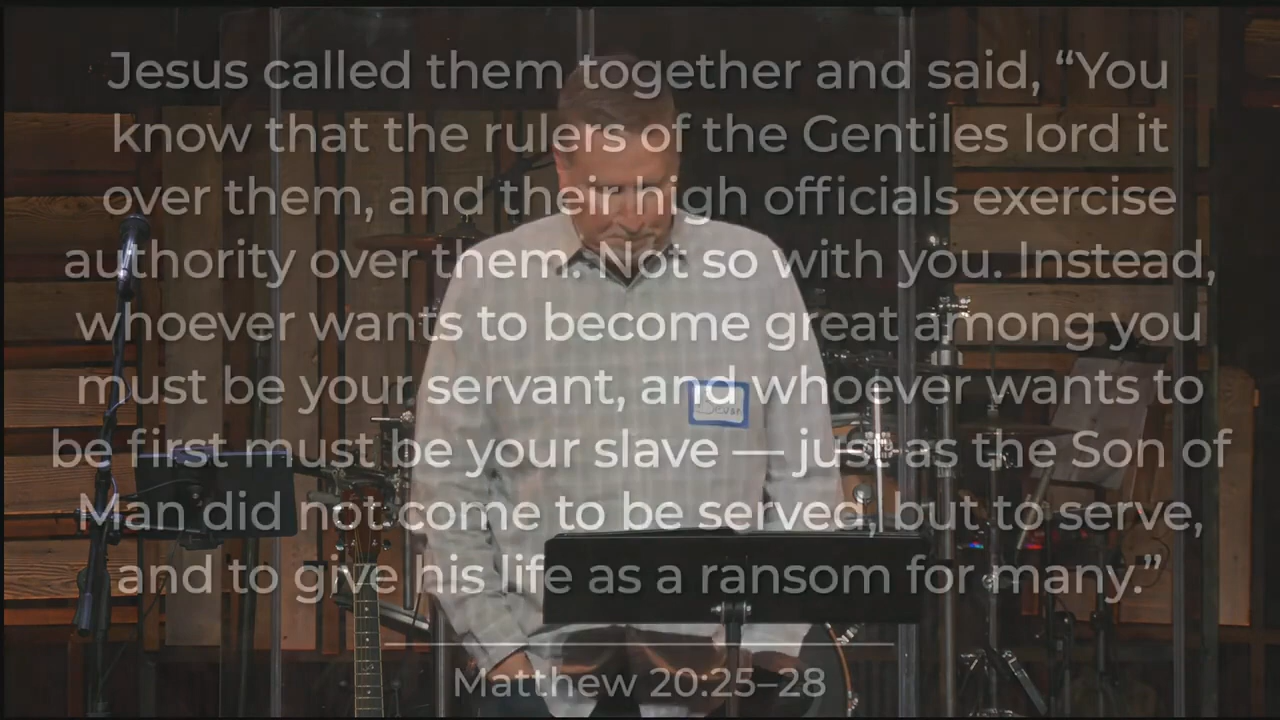 Jesus called them together and said, “You
know that the rulers of the Gentiles lord it
over them, and their high officials exercise
authority over them. Not so with you. Instead,
whoever wants to become great among you
must be your servant, and whoever wants to
be first must be your slave — just as the Son of
Man did not come to be served, but to serve,
and to give his life as a ransom for many.”
Matthew 20:25–28
Devan